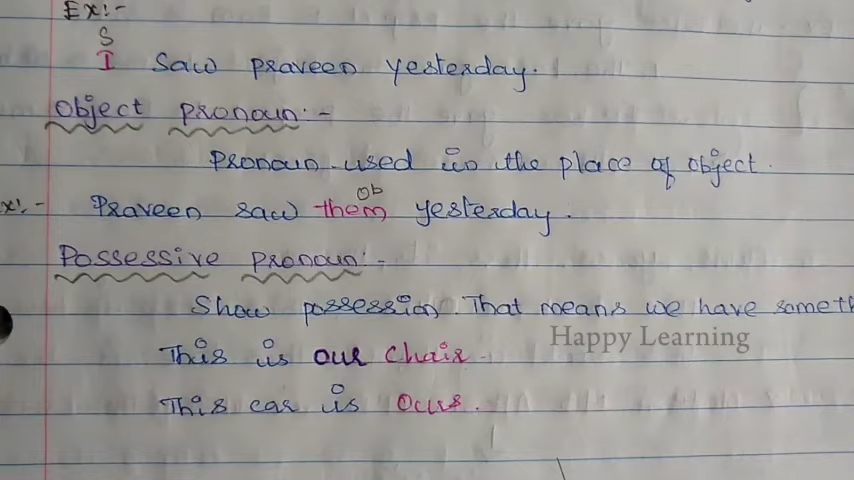 Ex:-
S
I saw praveen yesterday.
Object pronoun:-
Pronoun used in the place of object.
Ob
x:- Praveen saw them yesterday.
Possessive pronoun:-
Show possession. That means we have someth
Happy Learning
This is our chair.
This car is ours.